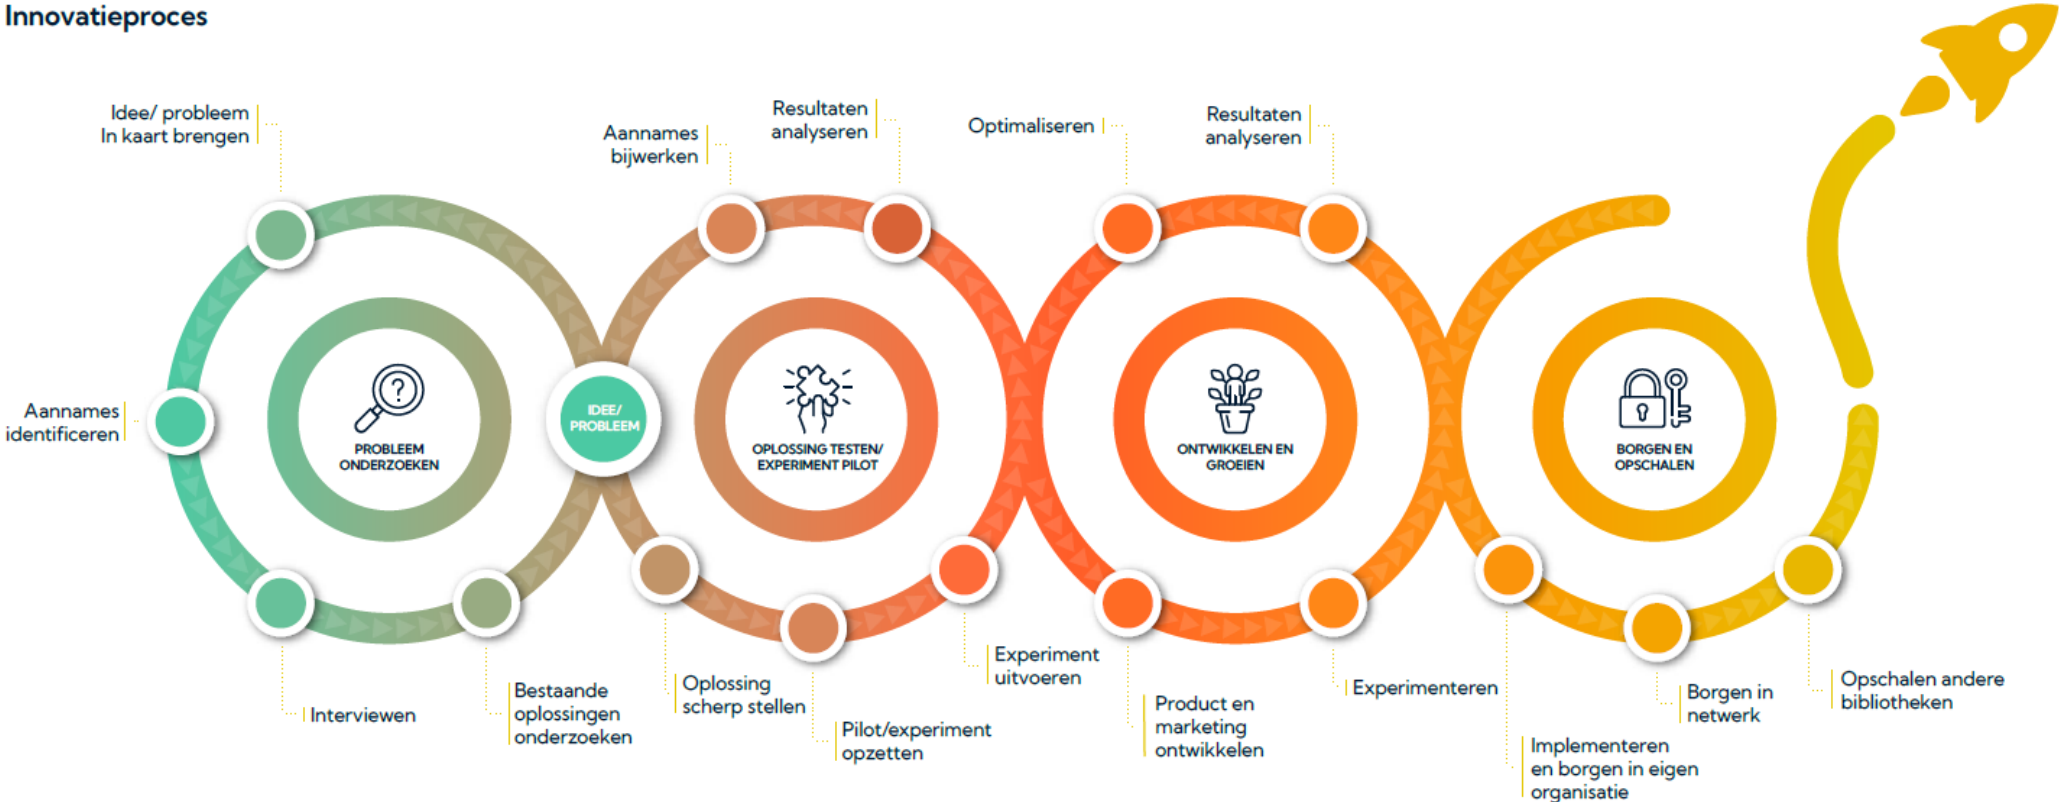 Innovatieproces
Idee/ probleem
In kaart brengen
Aannames
identificeren
Interviewen
Bestaande
oplossingen
onderzoeken
PROBLEEM
ONDERZOEKEN
IDEE/
PROBLEEM
Aannames
bijwerken
Resultaten
analyseren
OPLOSSING TESTEN/
EXPERIMENT PILOT
Oplossing
scherp stellen
Pilot/experiment
opzetten
Experiment
uitvoeren
Optimaliseren
Resultaten
analyseren
ONTWIKKELEN EN
GROEIEN
Product en
marketing
ontwikkelen
Experimenteren
BORGEN EN
OPSCHALEN
Implementeren
en borgen in eigen
organisatie
Borgen in
netwerk
Opschalen andere
bibliotheken